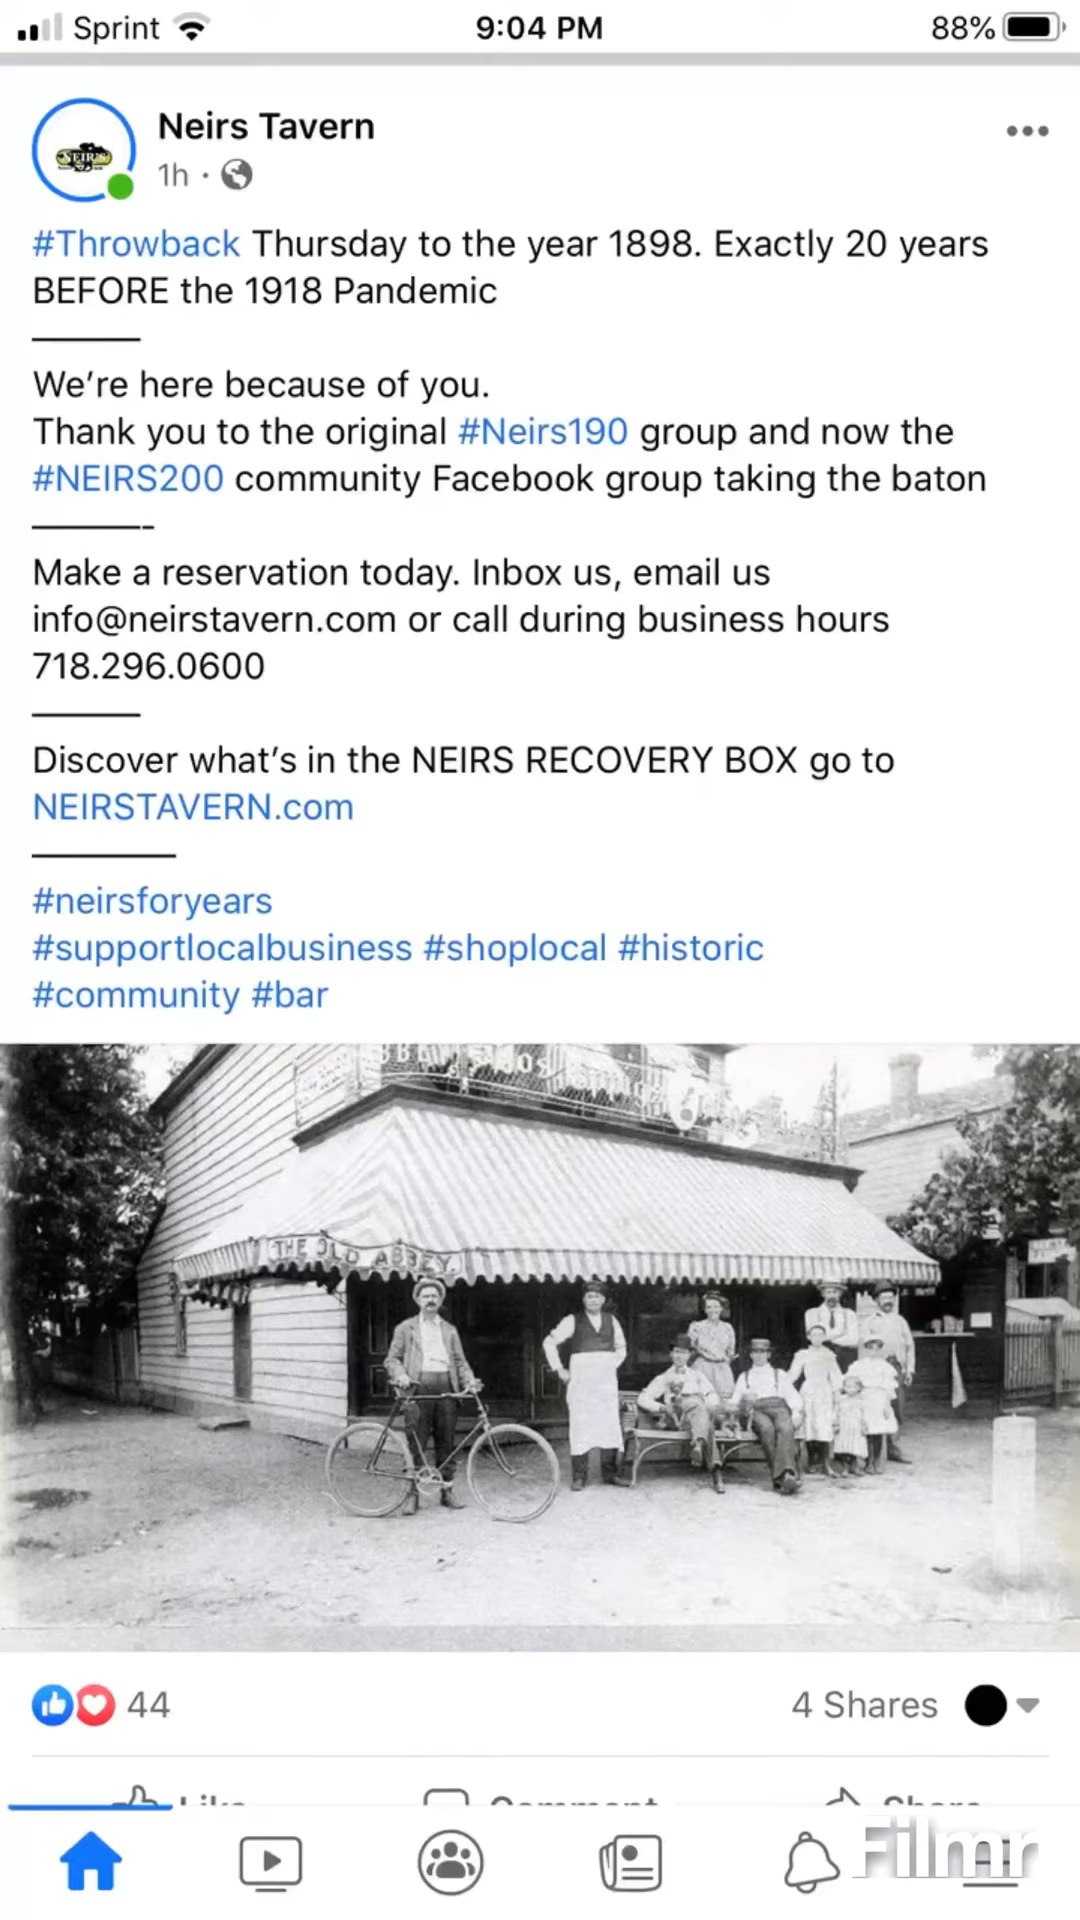 Sprint 9:04 PM 88%
NEIR'S
Neirs Tavern
1h ·
#Throwback Thursday to the year 1898. Exactly 20 years
BEFORE the 1918 Pandemic
———
We’re here because of you.
Thank you to the original #Neirs190 group and now the
#NEIRS200 community Facebook group taking the baton
———-
Make a reservation today. Inbox us, email us
info@neirstavern.com or call during business hours
718.296.0600
———
Discover what’s in the NEIRS RECOVERY BOX go to
NEIRSTAVERN.com
————
#neirsforyears
#supportlocalbusiness #shoplocal #historic
#community #bar
THE OLD ABBEY.
44 4 Shares
Like Comment Share
Filmr